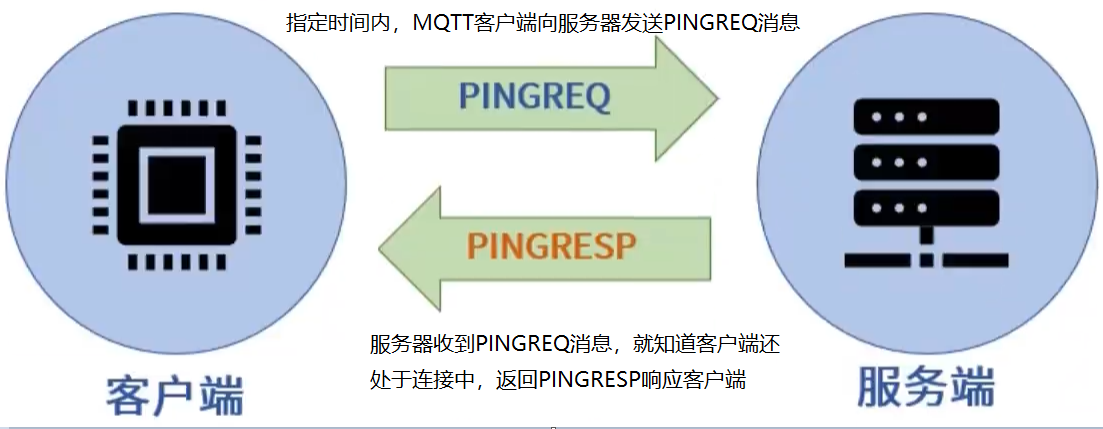 指定时间内，MQTT客户端向服务器发送PINGREQ消息
PINGREQ
PINGRESP
服务器收到PINGREQ消息，就知道客户端还
处于连接中，返回PINGRESP响应客户端
客户端
服务端